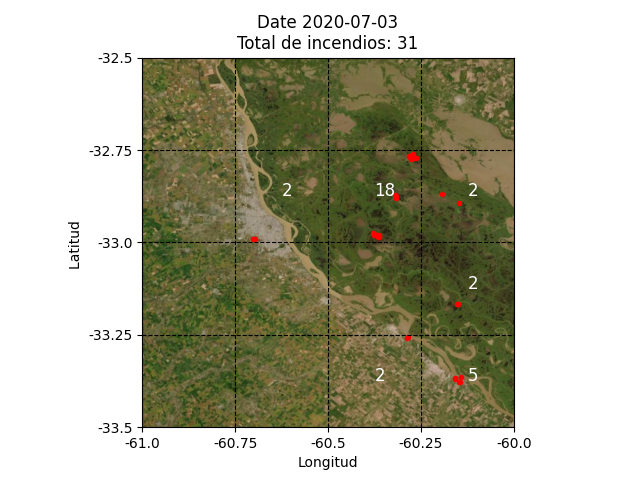 Date 2020-07-03
Total de incendios: 31
-32.5
-32.75
2 18 2
-33.0
2
-33.25
2 5
-33.5
-61.0 -60.75 -60.5 -60.25 -60.0
Latitud
Longitud